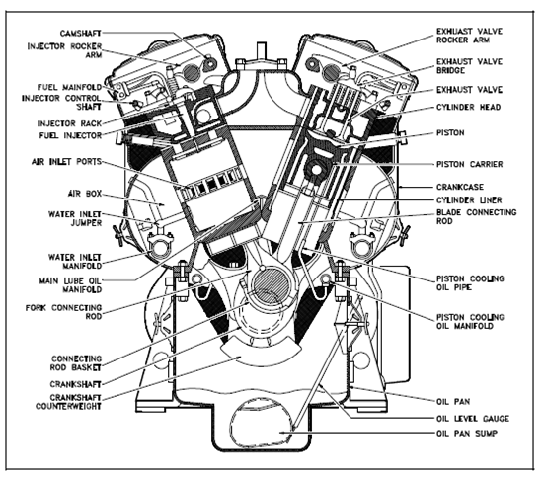 CAMSHAFT
INJECTOR ROCKER
ARM
FUEL MAINFOLD
INJECTOR CONTROL
SHAFT
INJECTOR RACK
FUEL INJECTOR
AIR INLET PORTS
AIR BOX
WATER INLET
JUMPER
WATER INLET
MANIFOLD
MAIN LUBE OIL
MANIFOLD
FORK CONNECTING
ROD
CONNECTING
ROD BASKET
CRANKSHAFT
CRANKSHAFT
COUNTERWEIGHT
EXHUAST VALVE
ROCKER ARM
EXHAUST VALVE
BRIDGE
EXHAUST VALVE
CYLINDER HEAD
PISTON
PISTON CARRIER
CRANKCASE
CYLINDER LINER
BLADE CONNECTING
ROD
PISTON COOLING
OIL PIPE
PISTON COOLING
OIL MANIFOLD
OIL PAN
OIL LEVEL GAUGE
OIL PAN SUMP